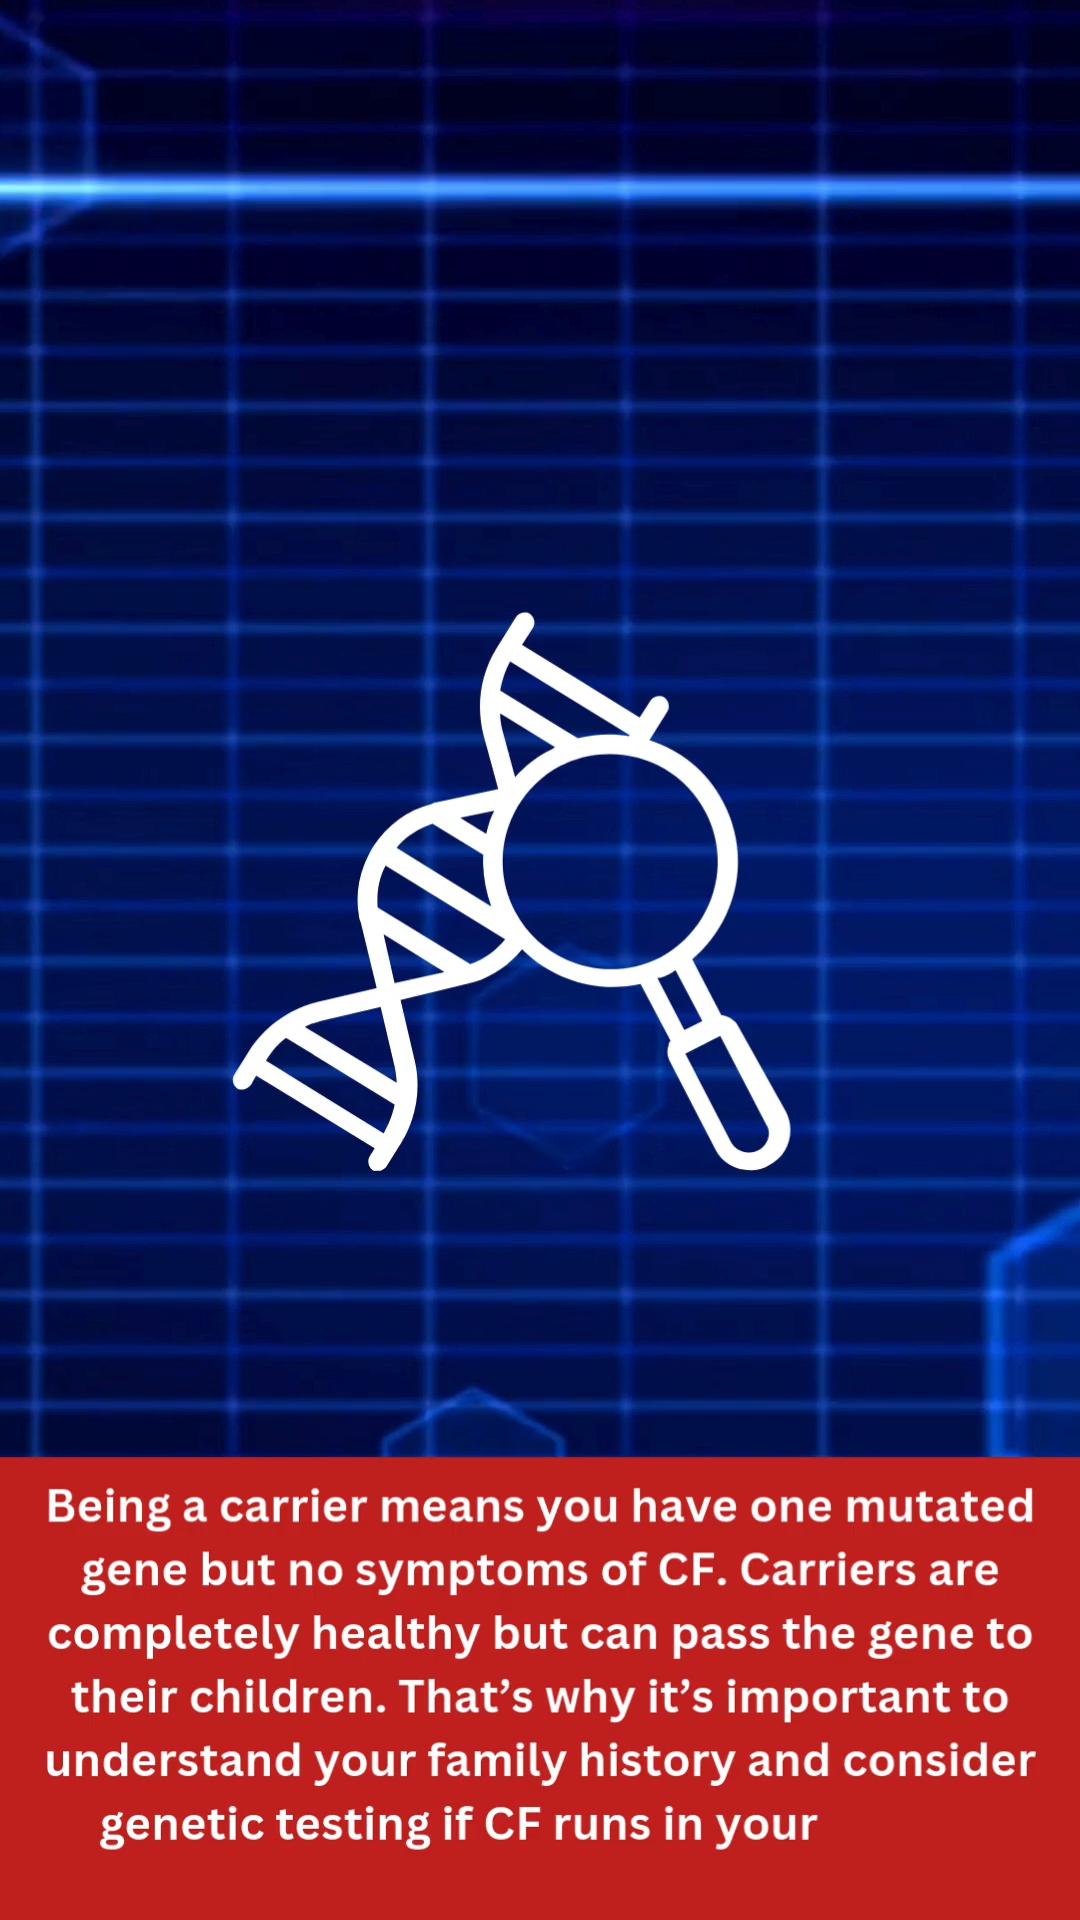 Being a carrier means you have one mutated
gene but no symptoms of CF. Carriers are
completely healthy but can pass the gene to
their children. That’s why it’s important to
understand your family history and consider
genetic testing if CF runs in your